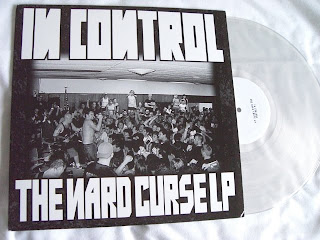 IN CONTROL
THE NARD CURSE LP